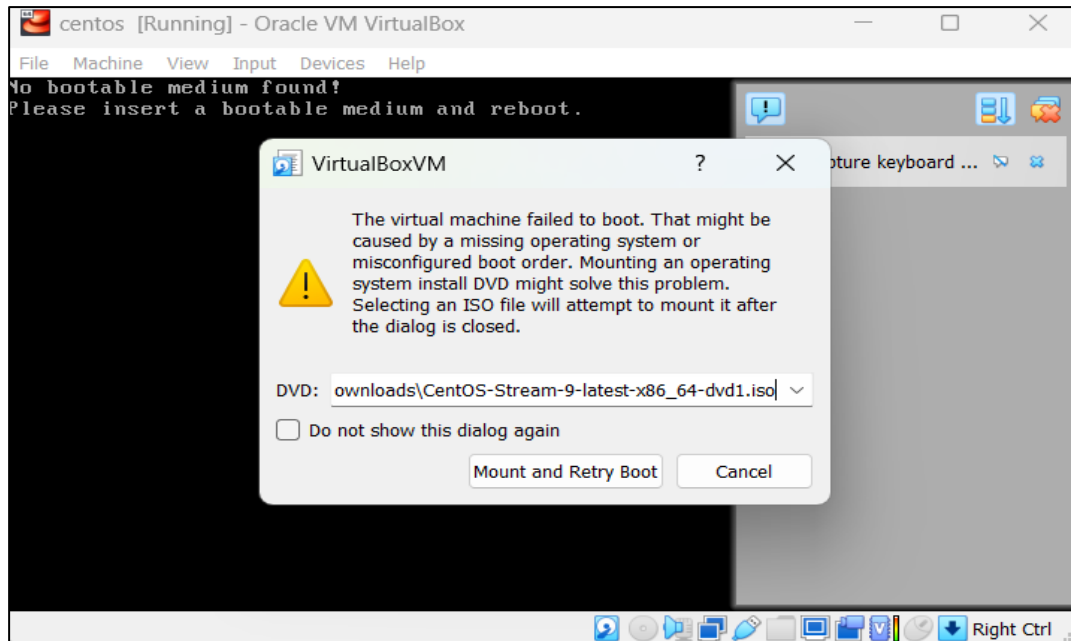 centos [Running] - Oracle VM VirtualBox
File Machine View Input Devices Help
No bootable medium found!
Please insert a bootable medium and reboot.
VirtualBoxVM
?
keyboard ...
The virtual machine failed to boot. That might be
caused by a missing operating system or
misconfigured boot order. Mounting an operating
system install DVD might solve this problem.
Selecting an ISO file will attempt to mount it after
the dialog is closed.
DVD: ownloads\CentOS-Stream-9-latest-x86_64-dvd1.iso
Do not show this dialog again
Mount and Retry Boot Cancel
Right Ctrl